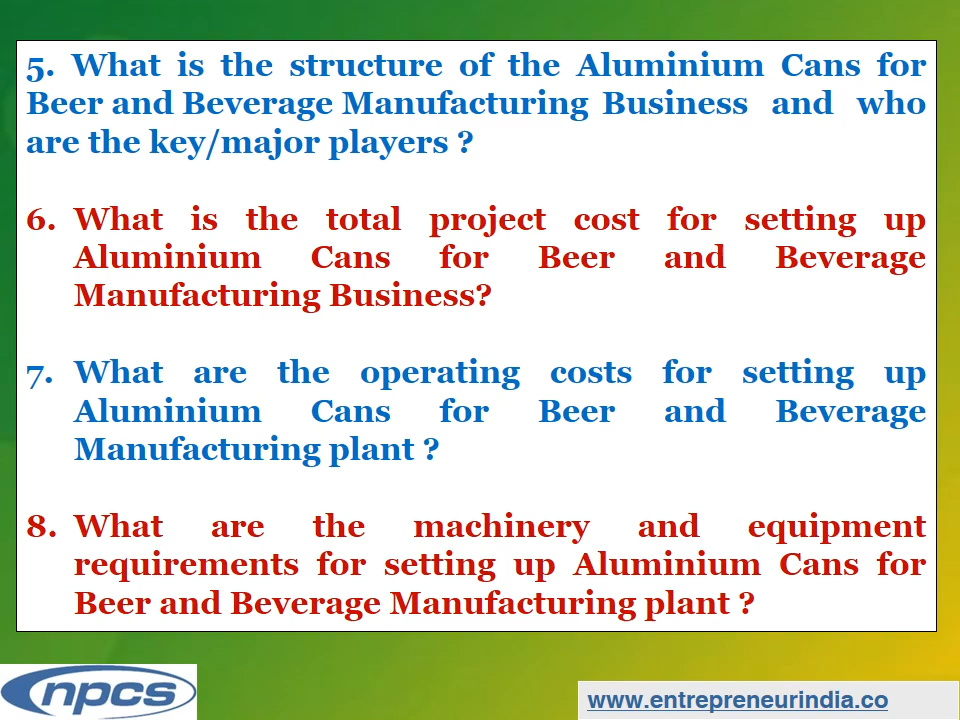 5. What is the structure of the Aluminium Cans for
Beer and Beverage Manufacturing Business and who
are the key/major players ?
6. What is the total project cost for setting up
Aluminium Cans for Beer and Beverage
Manufacturing Business?
7. What are the operating costs for setting up
Aluminium Cans for Beer and Beverage
Manufacturing plant ?
8. What are the machinery and equipment
requirements for setting up Aluminium Cans for
Beer and Beverage Manufacturing plant ?
npcs
www.entrepreneurindia.co